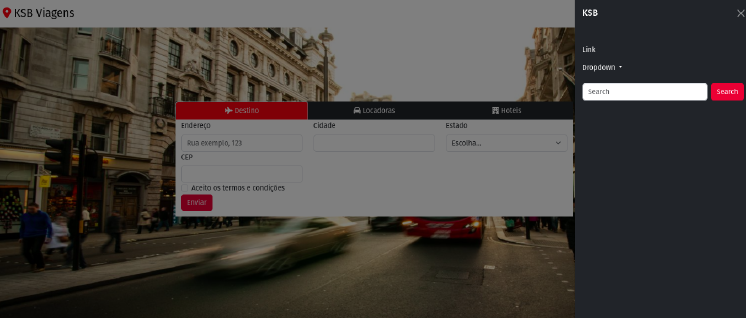 KSB Viagens
KSB
Link
Dropdown
Search Search
Destino Locadoras Hoteis
Endereço Cidade Estado
Rua exemplo, 123 Escolha...
CEP
Aceito os termos e condições
Enviar